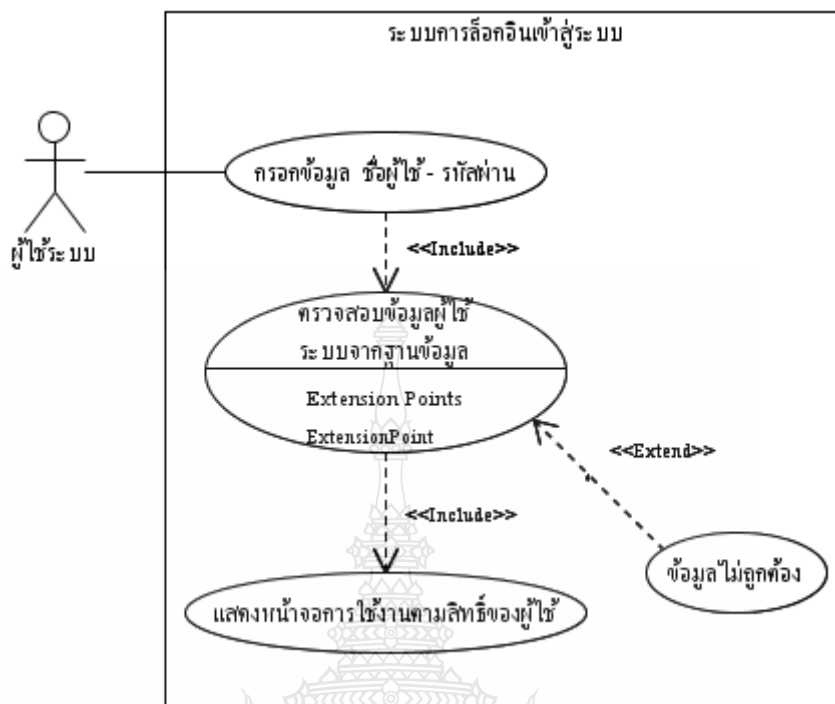 ระบบการล็อกอินเข้าสู่ระบบ
กรอกข้อมูล ชื่อผู้ใช้ - รหัสผ่าน
ผู้ใช้ระบบ
<<Include>>
ตรวจสอบข้อมูลผู้ใช้
ระบบจากฐานข้อมูล
Extension Points
ExtensionPoint
<<Extend>>
<<Include>>
ข้อมูลไม่ถูกต้อง
แสดงหน้าจอการใช้งานตามสิทธิ์ของผู้ใช้